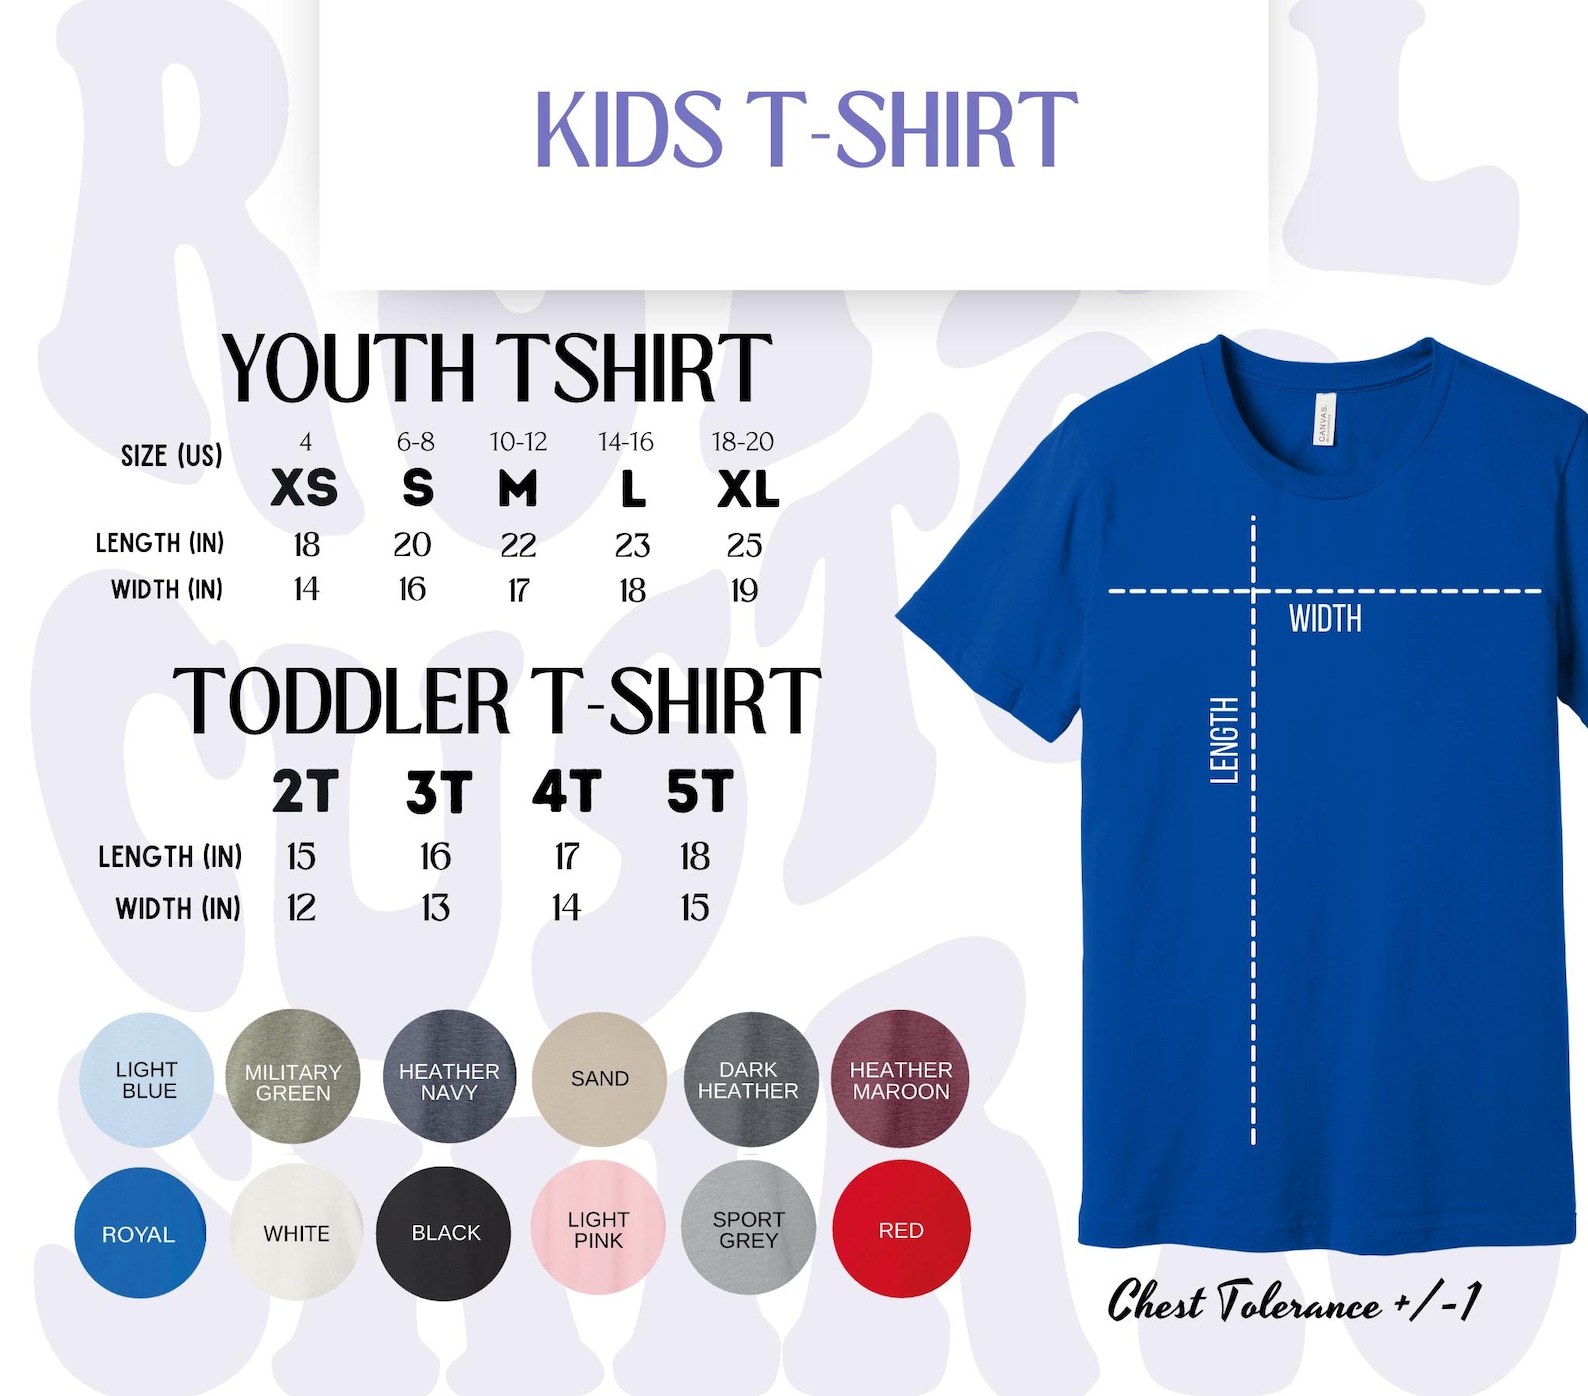 KIDS T-SHIRT
YOUTH TSHIRT
SIZE (US) 4 6-8 10-12 14-16 18-20
XS S M L XL
LENGTH (IN) 18 20 22 23 25
WIDTH (IN) 14 16 17 18 19
TODDLER T-SHIRT
2T 3T 4T 5T
LENGTH (IN) 15 16 17 18
WIDTH (IN) 12 13 14 15
LIGHT
BLUE
MILITARY
GREEN
HEATHER
NAVY
SAND
DARK
HEATHER
HEATHER
MAROON
ROYAL
WHITE
BLACK
LIGHT
PINK
SPORT
GREY
RED
CANVAS.
WIDTH
LENGTH
Chest Tolerance +/-1